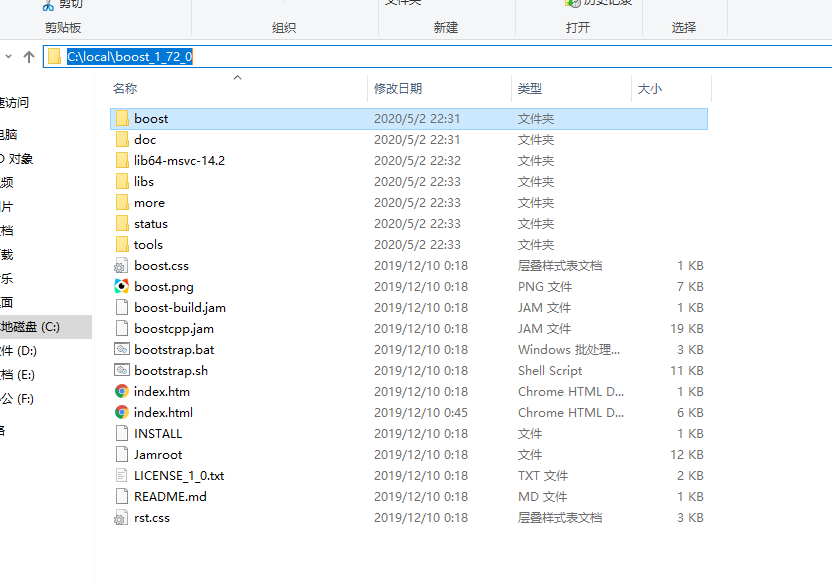 剪切
文件夹
历史记录
剪贴板
组织
新建
打开
选择
C:\local\boost_1_72_0
名称 修改日期 类型 大小
速访问
电脑
D 对象
视频
图片
文档
下载
音乐
桌面
本地磁盘 (C:)
软件 (D:)
文档 (E:)
办公 (F:)
络
boost 2020/5/2 22:31 文件夹
doc 2020/5/2 22:31 文件夹
lib64-msvc-14.2 2020/5/2 22:32 文件夹
libs 2020/5/2 22:33 文件夹
more 2020/5/2 22:33 文件夹
status 2020/5/2 22:33 文件夹
tools 2020/5/2 22:33 文件夹
boost.css 2019/12/10 0:18 层叠样式表文档 1 KB
boost.png 2019/12/10 0:18 PNG 文件 7 KB
boost-build.jam 2019/12/10 0:18 JAM 文件 1 KB
boostcpp.jam 2019/12/10 0:18 JAM 文件 19 KB
bootstrap.bat 2019/12/10 0:18 Windows 批处理... 3 KB
bootstrap.sh 2019/12/10 0:18 Shell Script 11 KB
index.htm 2019/12/10 0:18 Chrome HTML D... 1 KB
index.html 2019/12/10 0:45 Chrome HTML D... 6 KB
INSTALL 2019/12/10 0:18 文件 1 KB
Jamroot 2019/12/10 0:18 文件 12 KB
LICENSE_1_0.txt 2019/12/10 0:18 TXT 文件 2 KB
README.md 2019/12/10 0:18 MD 文件 1 KB
rst.css 2019/12/10 0:18 层叠样式表文档 3 KB